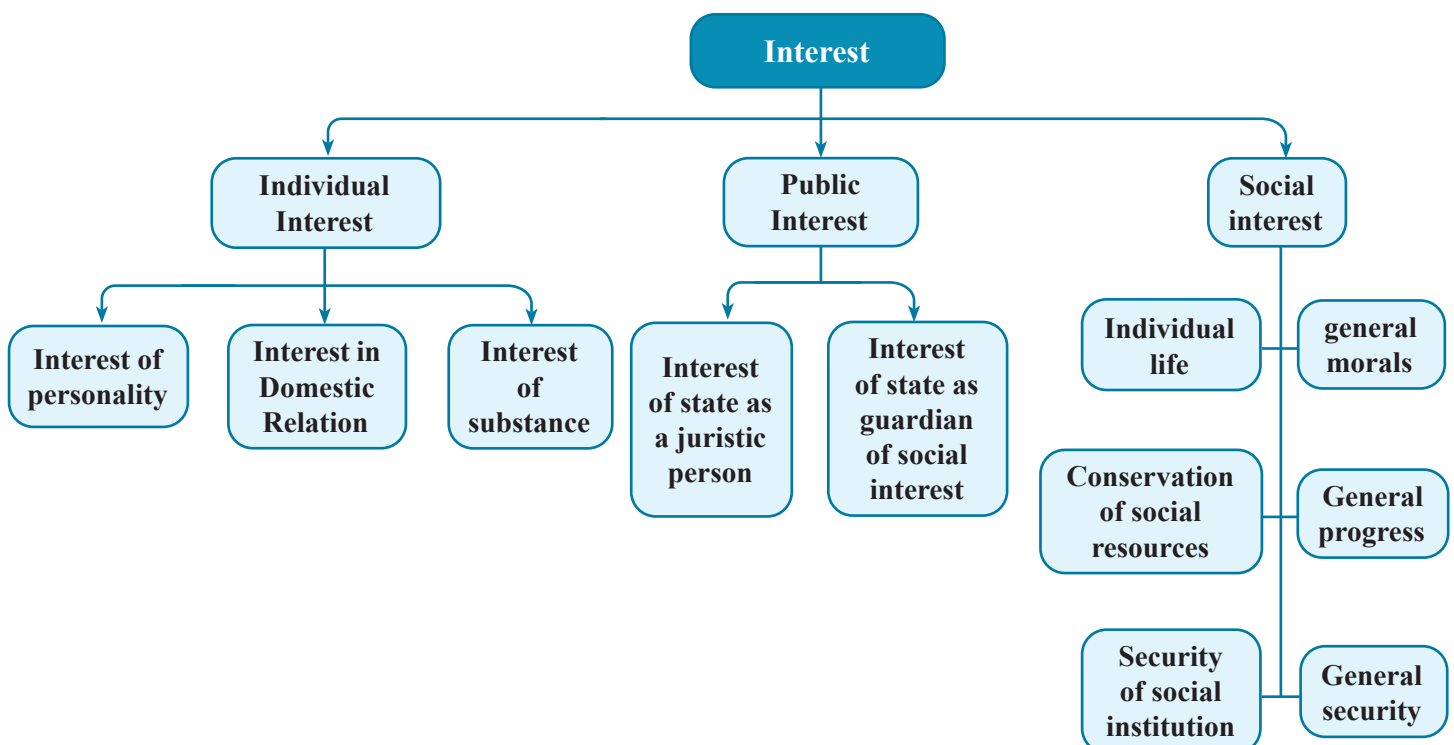 Interest
Individual
Interest
Public
Interest
Social
interest
Interest of
personality
Interest in
Domestic
Relation
Interest
of
substance
Interest
of state as
a juristic
person
Interest
of state as
guardian
of social
interest
Individual
life
general
morals
Conservation
of social
resources
General
progress
Security
of social
institution
General
security